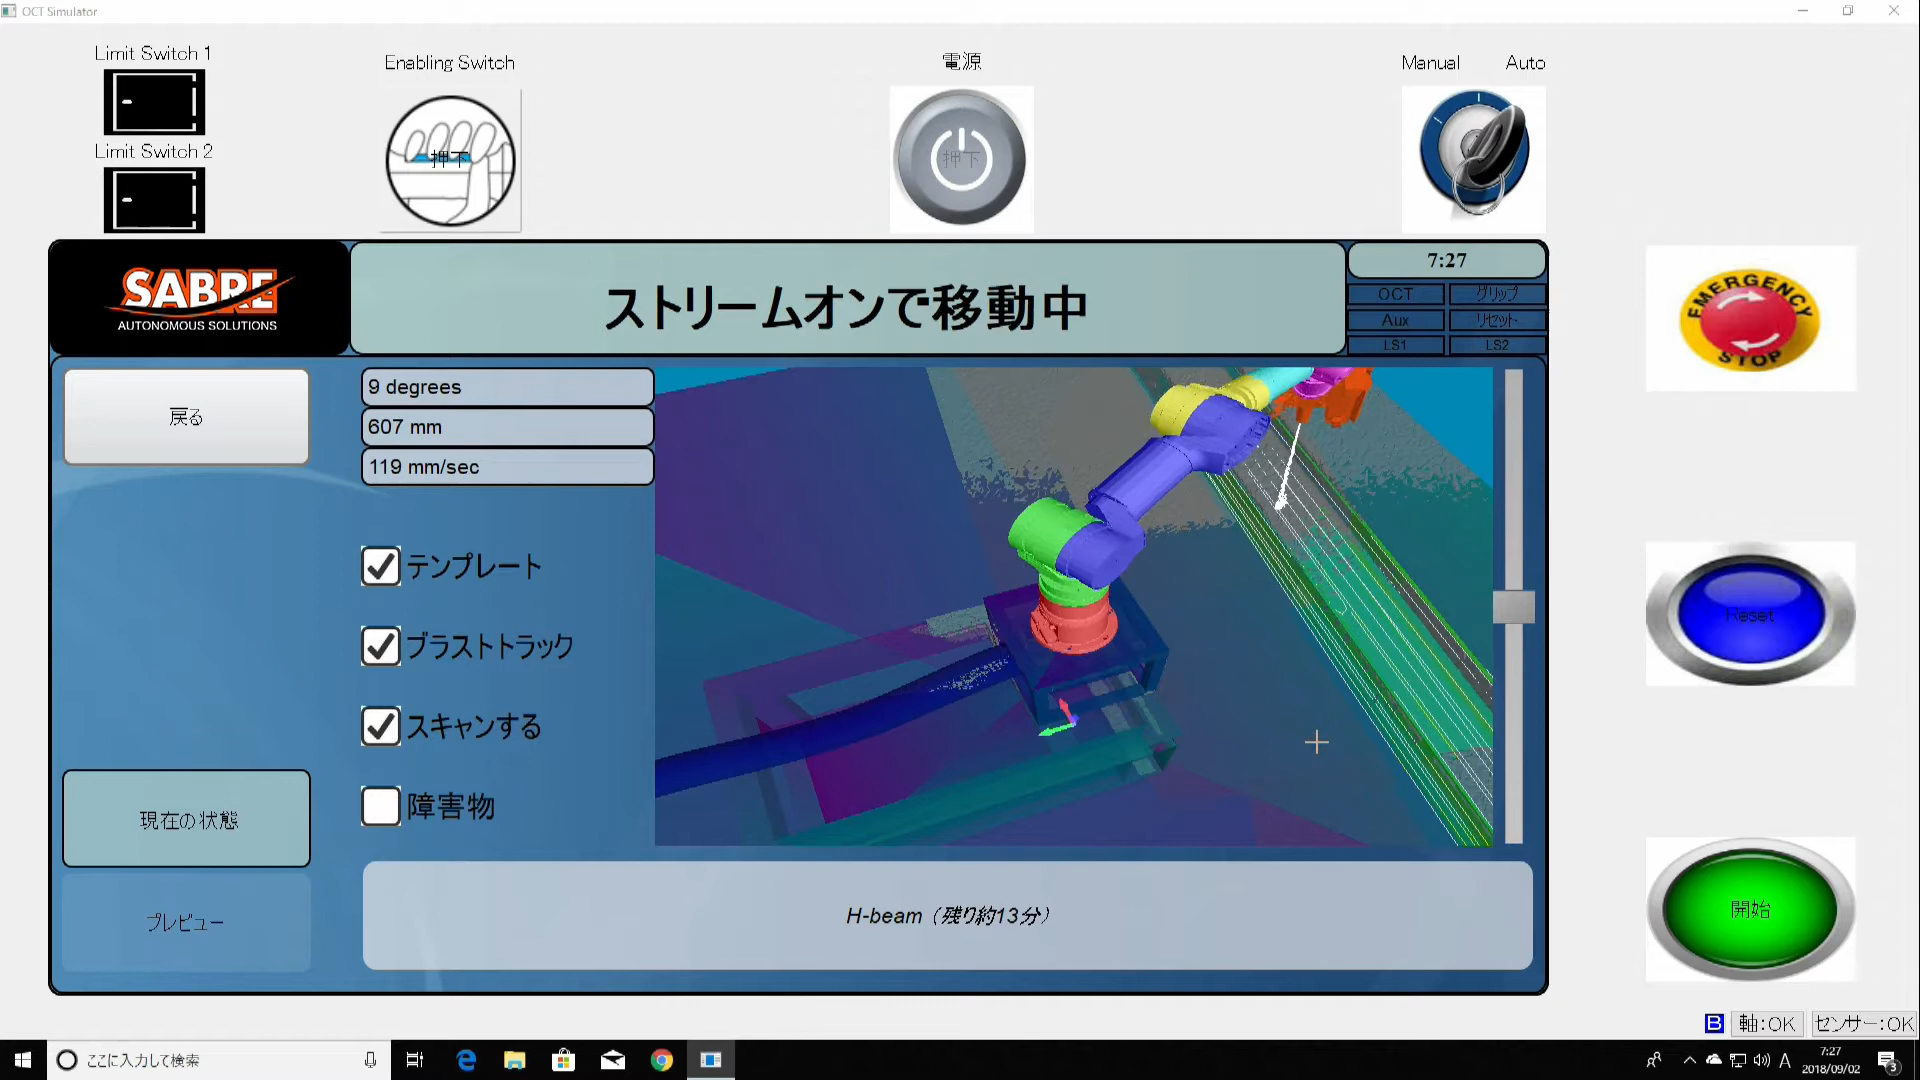 OCT Simulator
Limit Switch 1
Enabling Switch
電源
Manual
Auto
Limit Switch 2
押下
押下
SABRE
AUTONOMOUS SOLUTIONS
ストリームオンで移動中
7:27
OCT
グリップ
Aux
リセット
LS1
LS2
EMERGENCY
STOP
戻る
9 degrees
607 mm
119 mm/sec
テンプレート
ブラストトラック
スキャンする
障害物
Reset
現在の状態
プレビュー
H-beam（残り約13分）
開始
B
軸:OK
センサー:OK
ここに入力して検索
A
7:27
2018/09/02
3